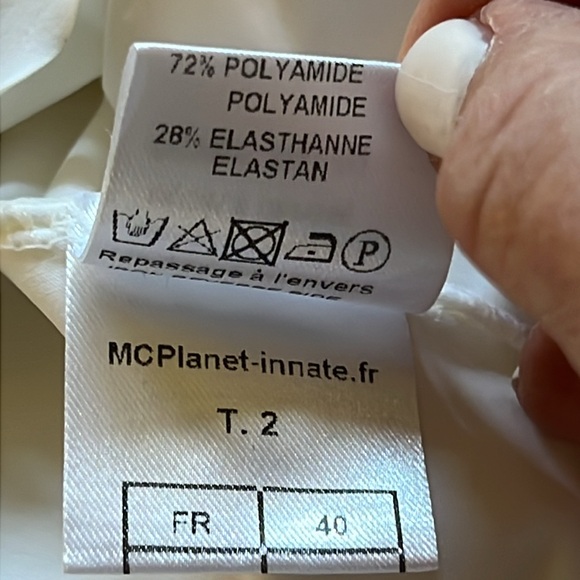 72% POLYAMIDE
POLYAMIDE
28% ELASTHANNE
ELASTAN
P
Repassage à l'envers
MCPlanet-innate.fr
T. 2
FR 40